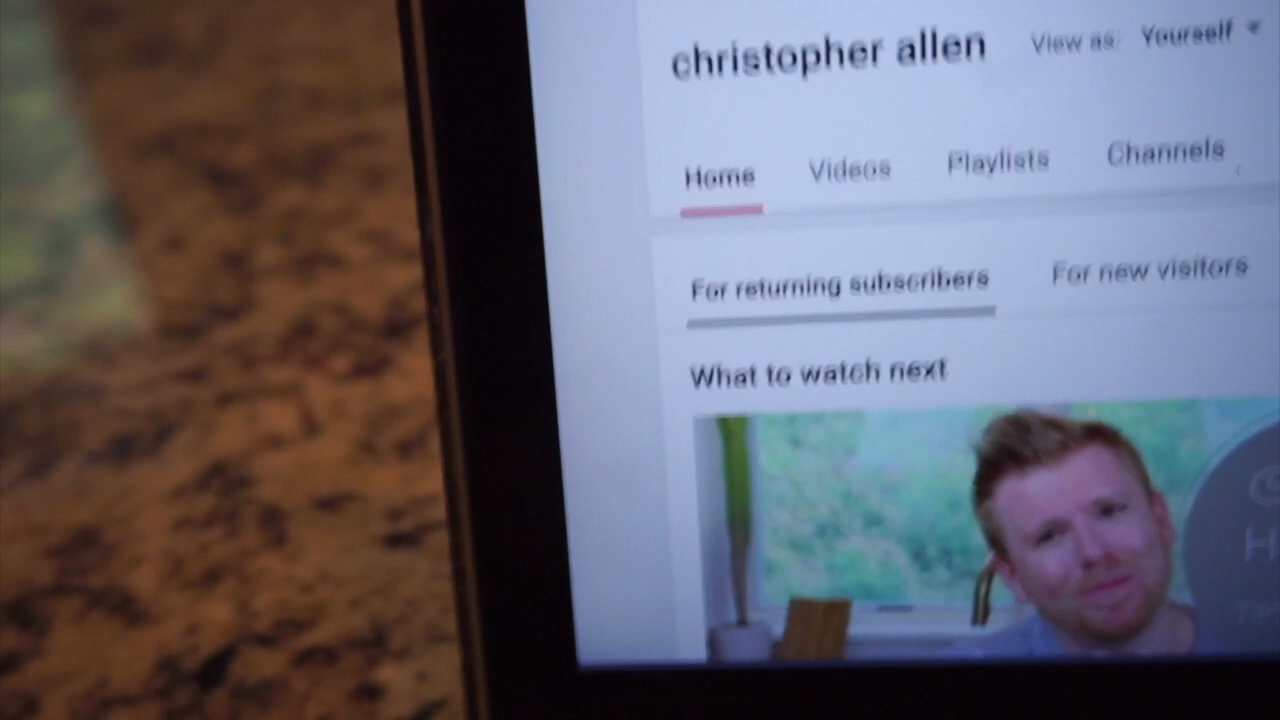 christopher allen View as: Yourself
Home Videos Playlists Channels
For returning subscribers For new visitors
What to watch next